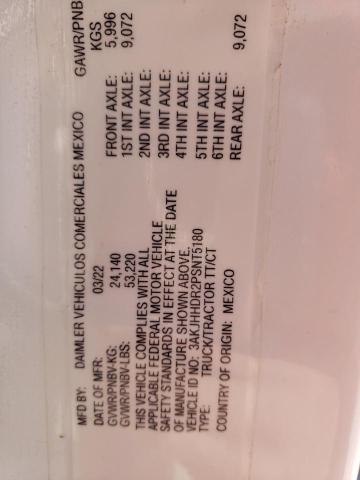 MFD BY: DAIMLER VEHICULOS COMERCIALES MEXICO
DATE OF MFR: 03/22 GAWR/PNB
GVWR/PNBV-KG: 24,140 KGS
GVWR/PNBV-LBS: 53,220 FRONT AXLE: 5,996
1ST INT AXLE: 9,072
THIS VEHICLE COMPLIES WITH ALL 2ND INT AXLE:
APPLICABLE FEDERAL MOTOR VEHICLE 3RD INT AXLE:
SAFETY STANDARDS IN EFFECT AT THE DATE 4TH INT AXLE:
OF MANUFACTURE SHOWN ABOVE. 5TH INT AXLE:
VEHICLE ID NO: 3AKJHHDR2PSNT5180 6TH INT AXLE:
TYPE: TRUCK/TRACTOR TT/CT REAR AXLE: 9,072
COUNTRY OF ORIGIN: MEXICO